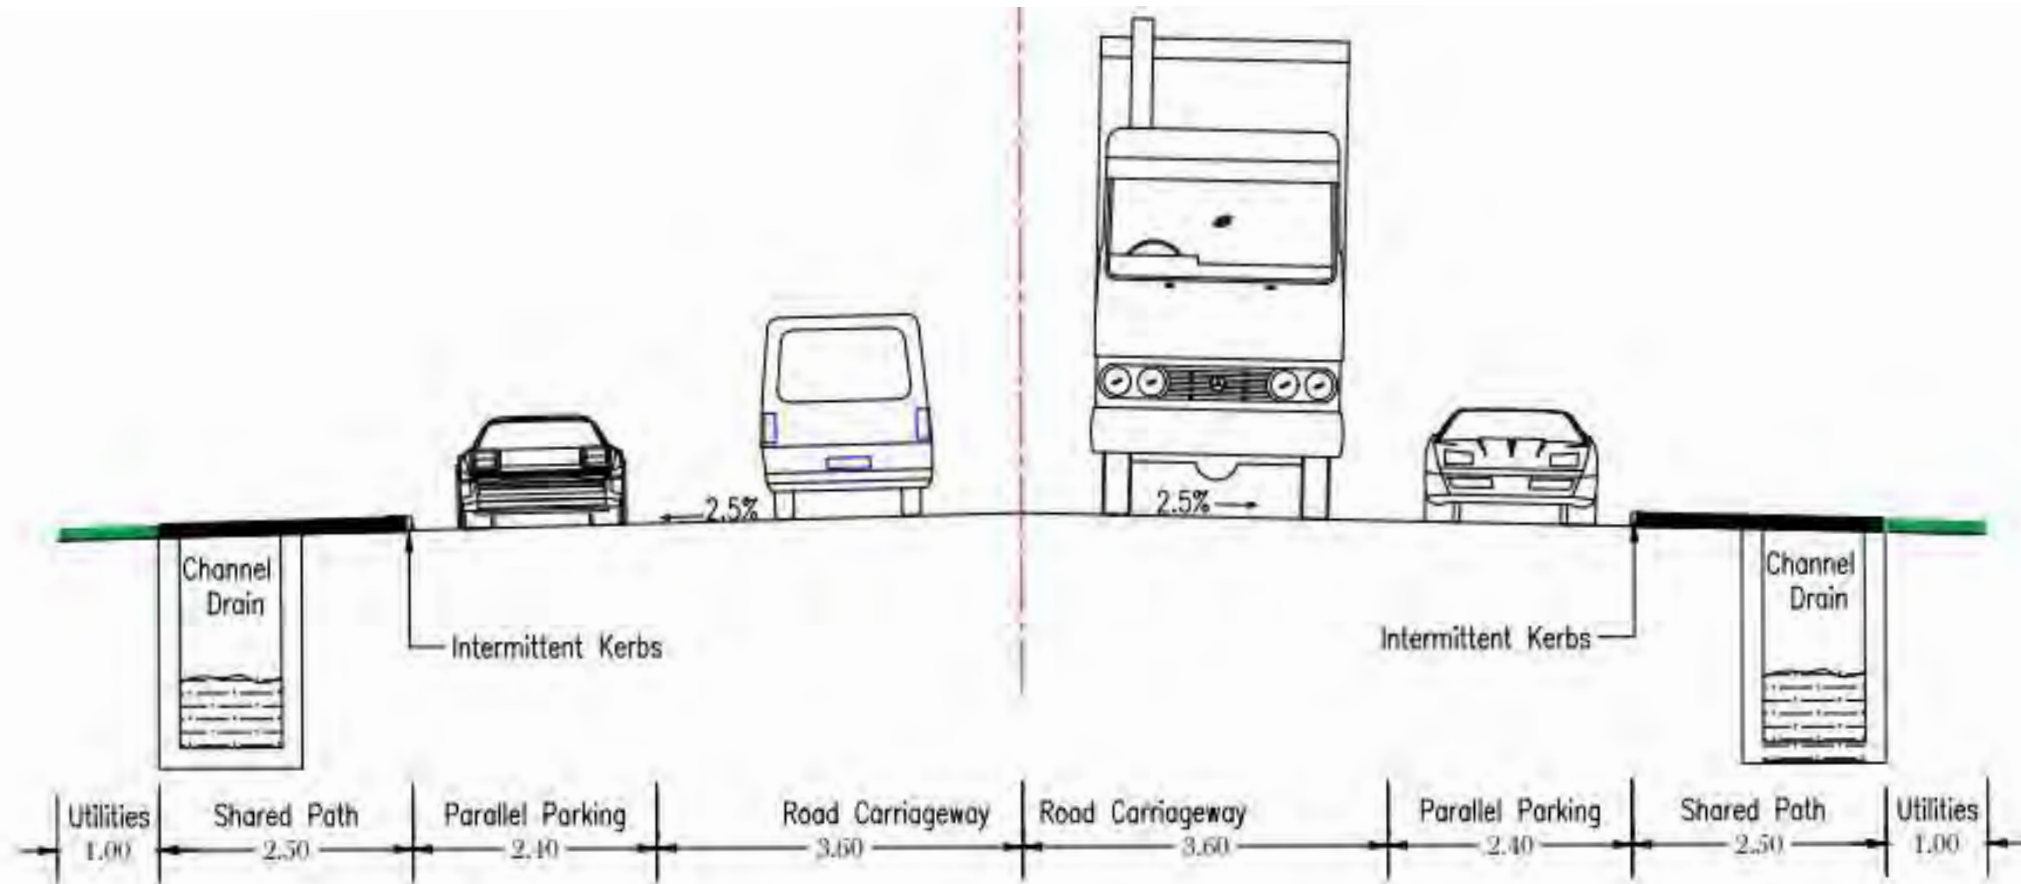 2.5%
2.5%
Channel
Drain
Channel
Drain
Intermittent Kerbs
Intermittent Kerbs
Utilities
Shared Path
Parallel Parking
Road Carriageway
Road Carriageway
Parallel Parking
Shared Path
Utilities
1.00
2.50
2.40
3.60
3.60
2.40
2.50
1.00